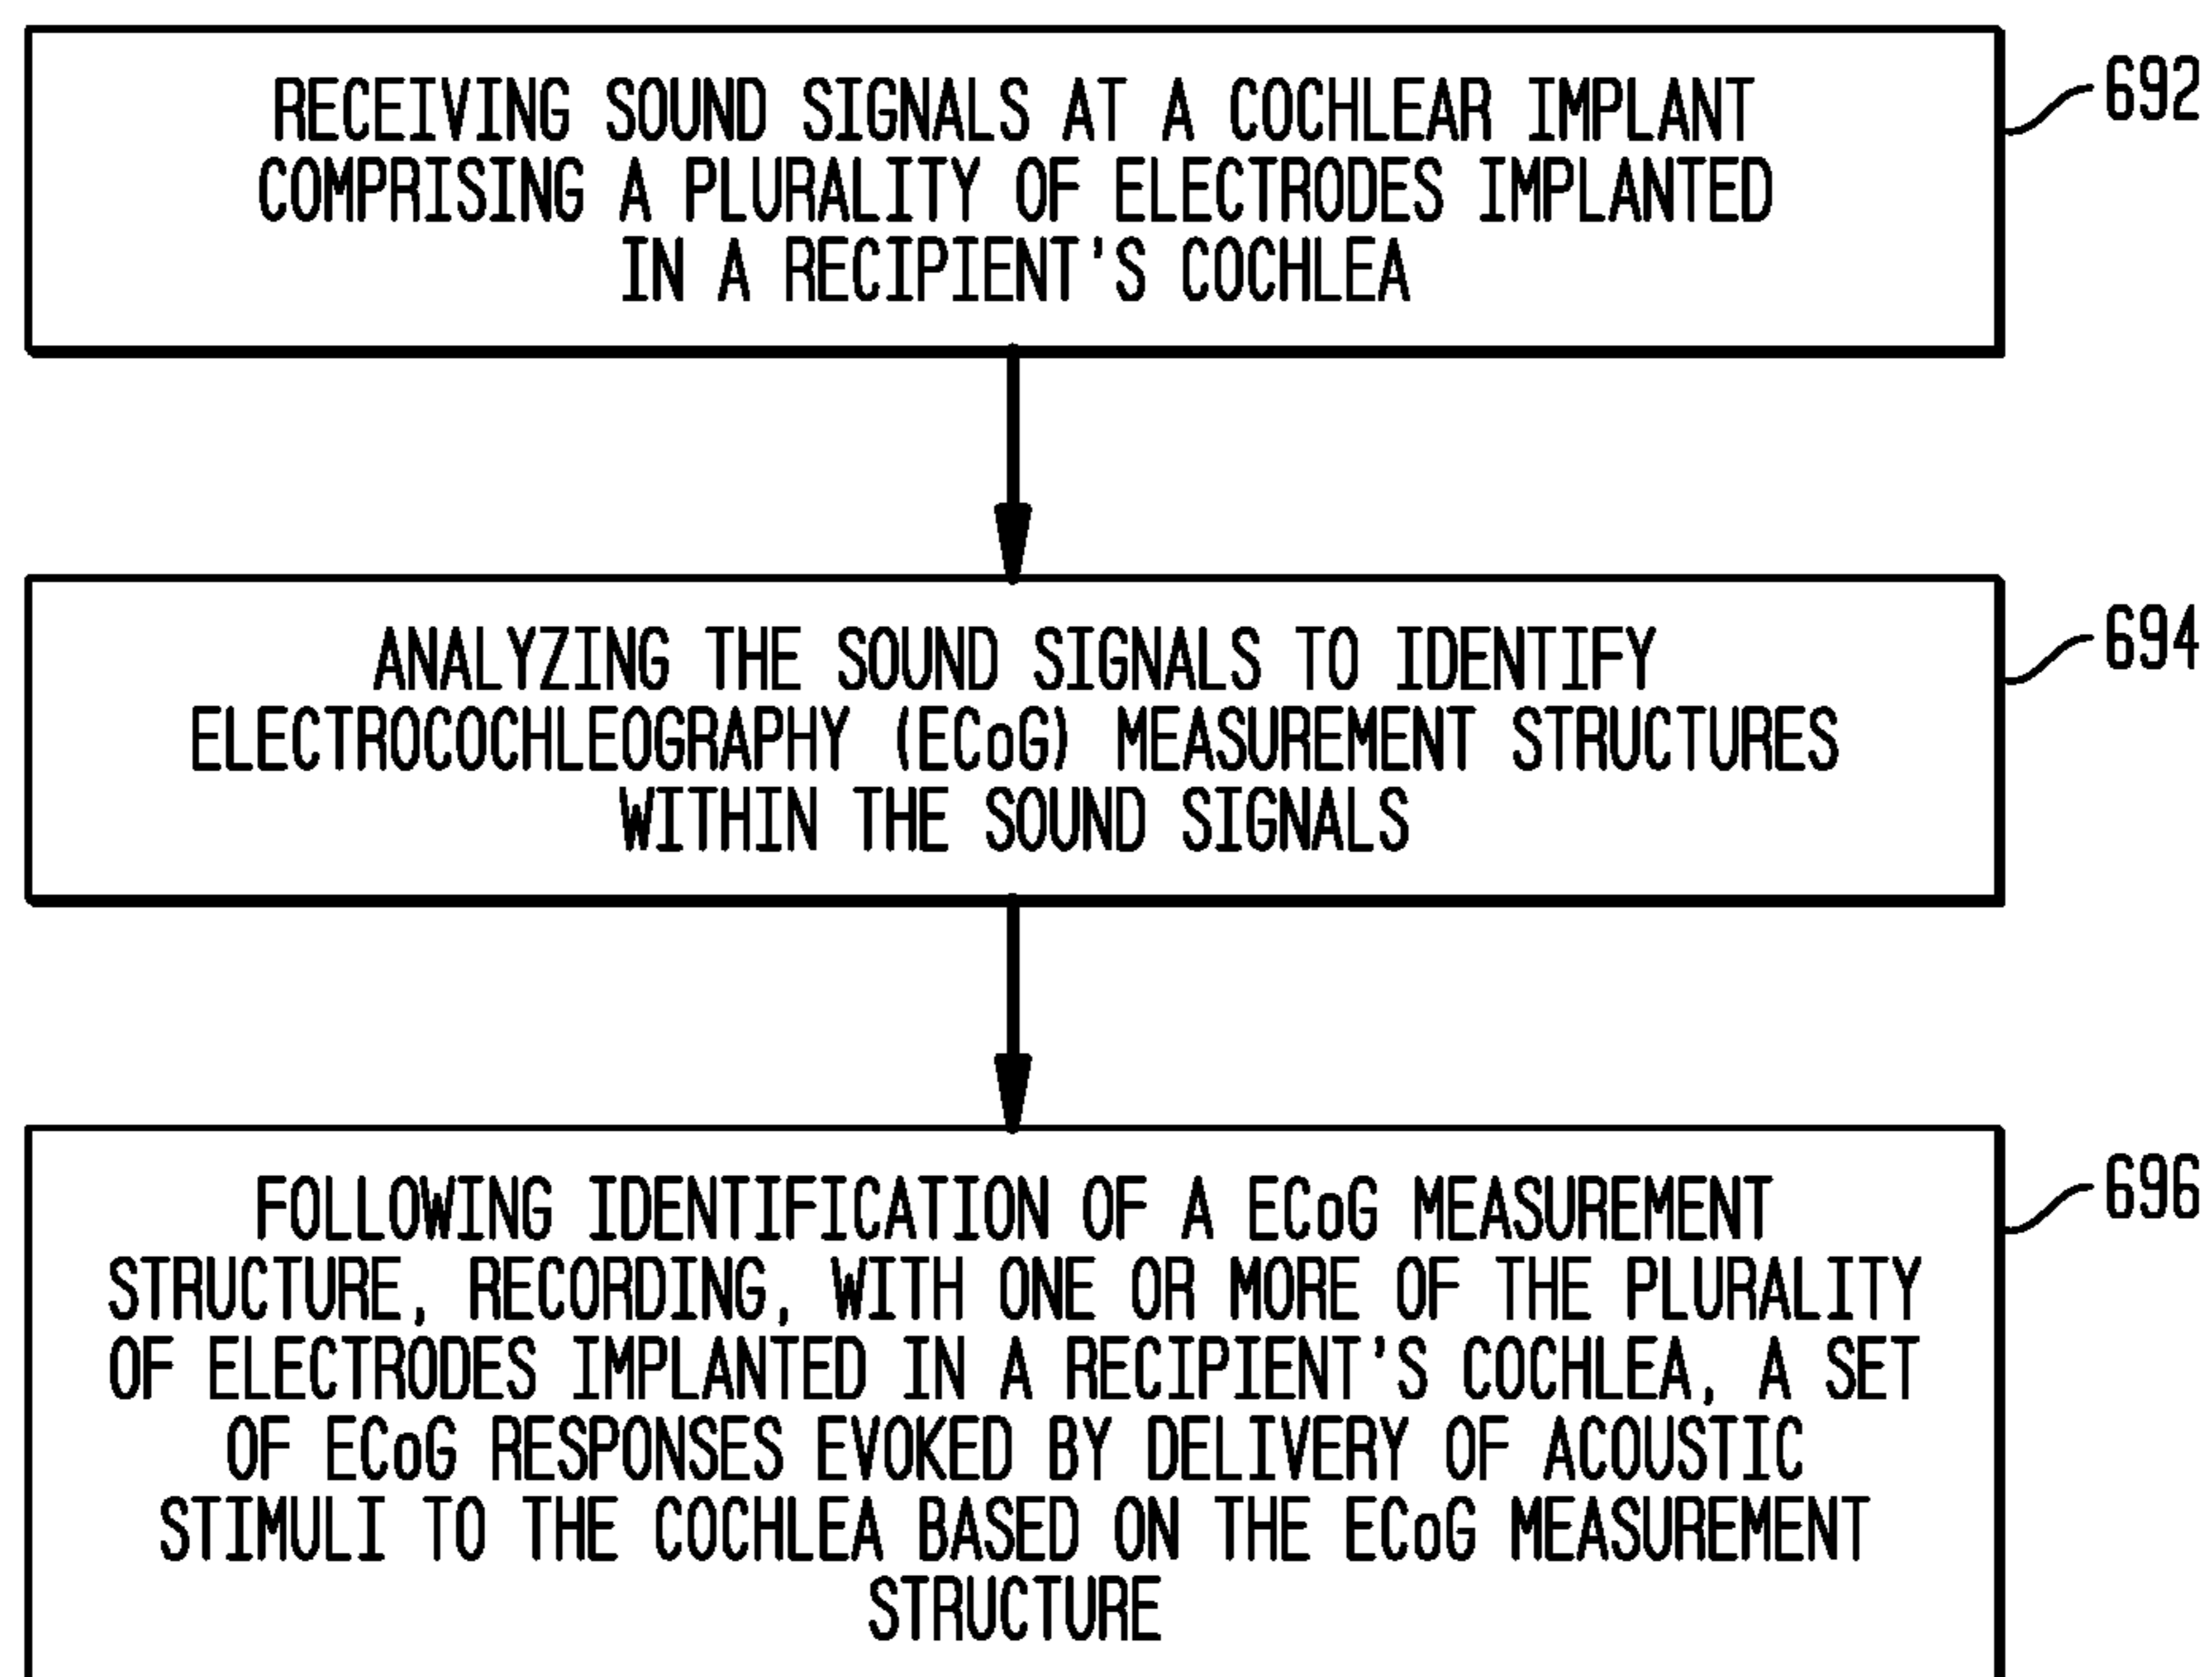 RECEIVING SOUND SIGNALS AT A COCHLEAR IMPLANT
COMPRISING A PLURALITY OF ELECTRODES IMPLANTED
IN A RECIPIENT'S COCHLEA
692
ANALYZING THE SOUND SIGNALS TO IDENTIFY
ELECTROCOCHLEOGRAPHY (ECoG) MEASUREMENT STRUCTURES
WITHIN THE SOUND SIGNALS
694
FOLLOWING IDENTIFICATION OF A ECoG MEASUREMENT
STRUCTURE, RECORDING, WITH ONE OR MORE OF THE PLURALITY
OF ELECTRODES IMPLANTED IN A RECIPIENT'S COCHLEA, A SET
OF ECoG RESPONSES EVOKED BY DELIVERY OF ACOUSTIC
STIMULI TO THE COCHLEA BASED ON THE ECoG MEASUREMENT
STRUCTURE
696